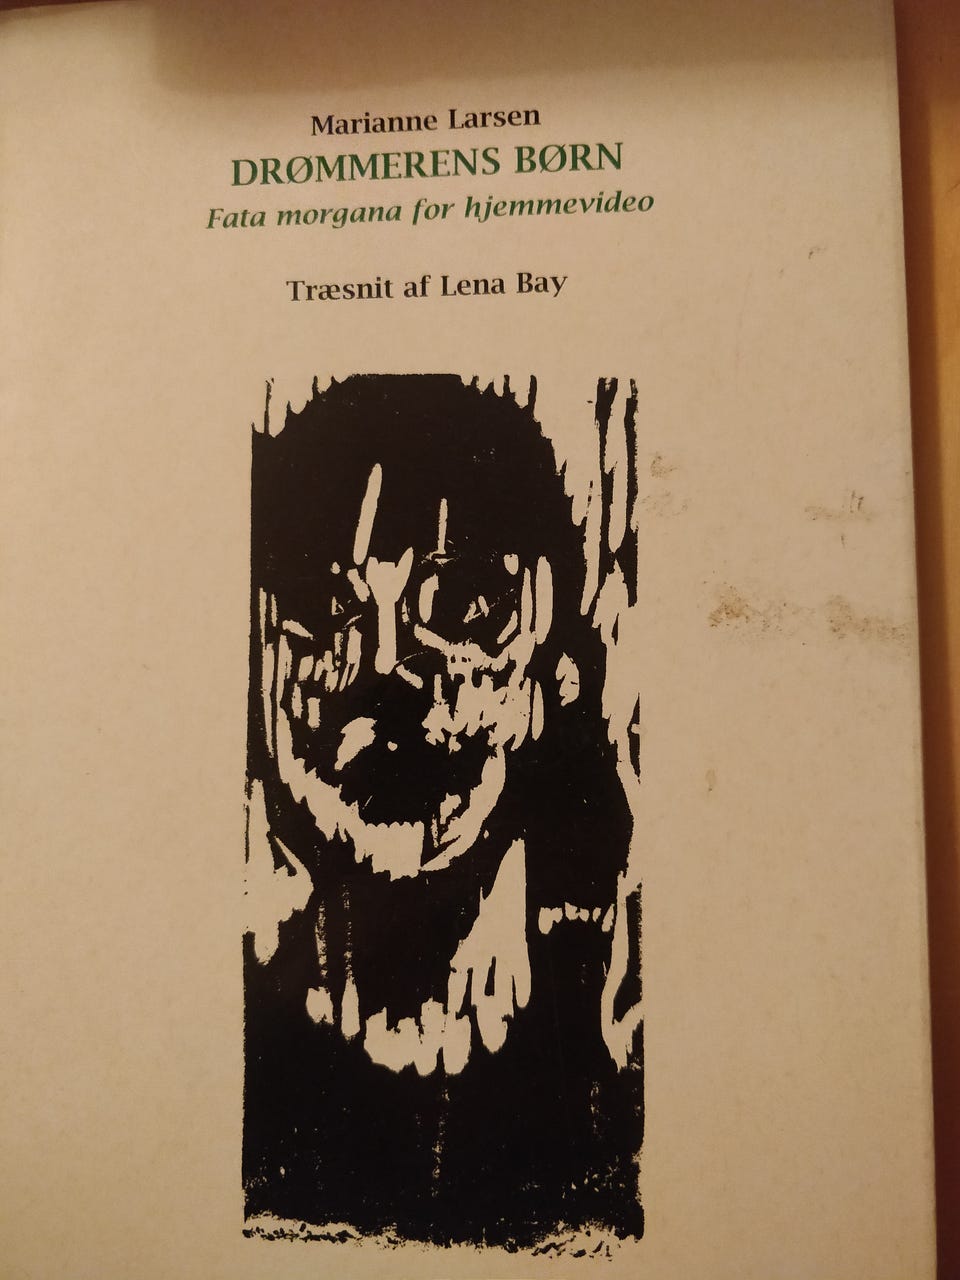 Marianne Larsen
DRØMMERENS BØRN
Fata morgana for hjemmevideo
Træsnit af Lena Bay